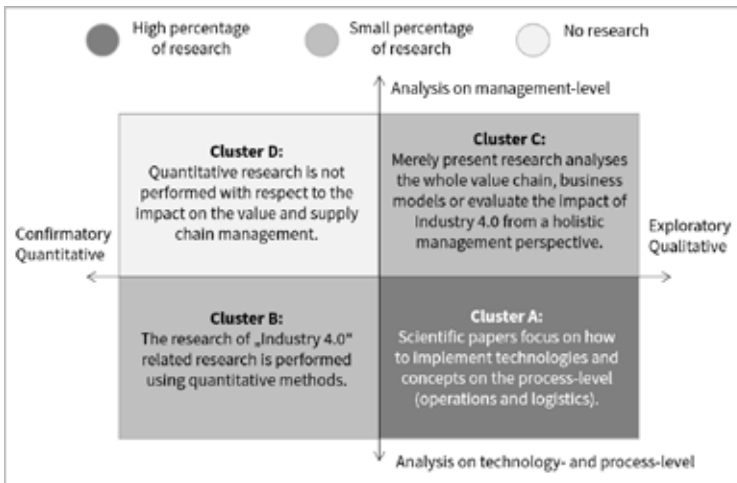 High percentage
of research
Small percentage
of research
No research
Analysis on management-level
Cluster D:
Quantitative research is not
performed with respect to the
impact on the value and supply
chain management.
Cluster C:
Merely present research analyses
the whole value chain, business
models or evaluate the impact of
Industry 4.0 from a holistic
management perspective.
Confirmatory
Quantitative
Exploratory
Qualitative
Cluster B:
The research of „Industry 4.0“
related research is performed
using quantitative methods.
Cluster A:
Scientific papers focus on how
to implement technologies and
concepts on the process-level
(operations and logistics).
Analysis on technology- and process-level